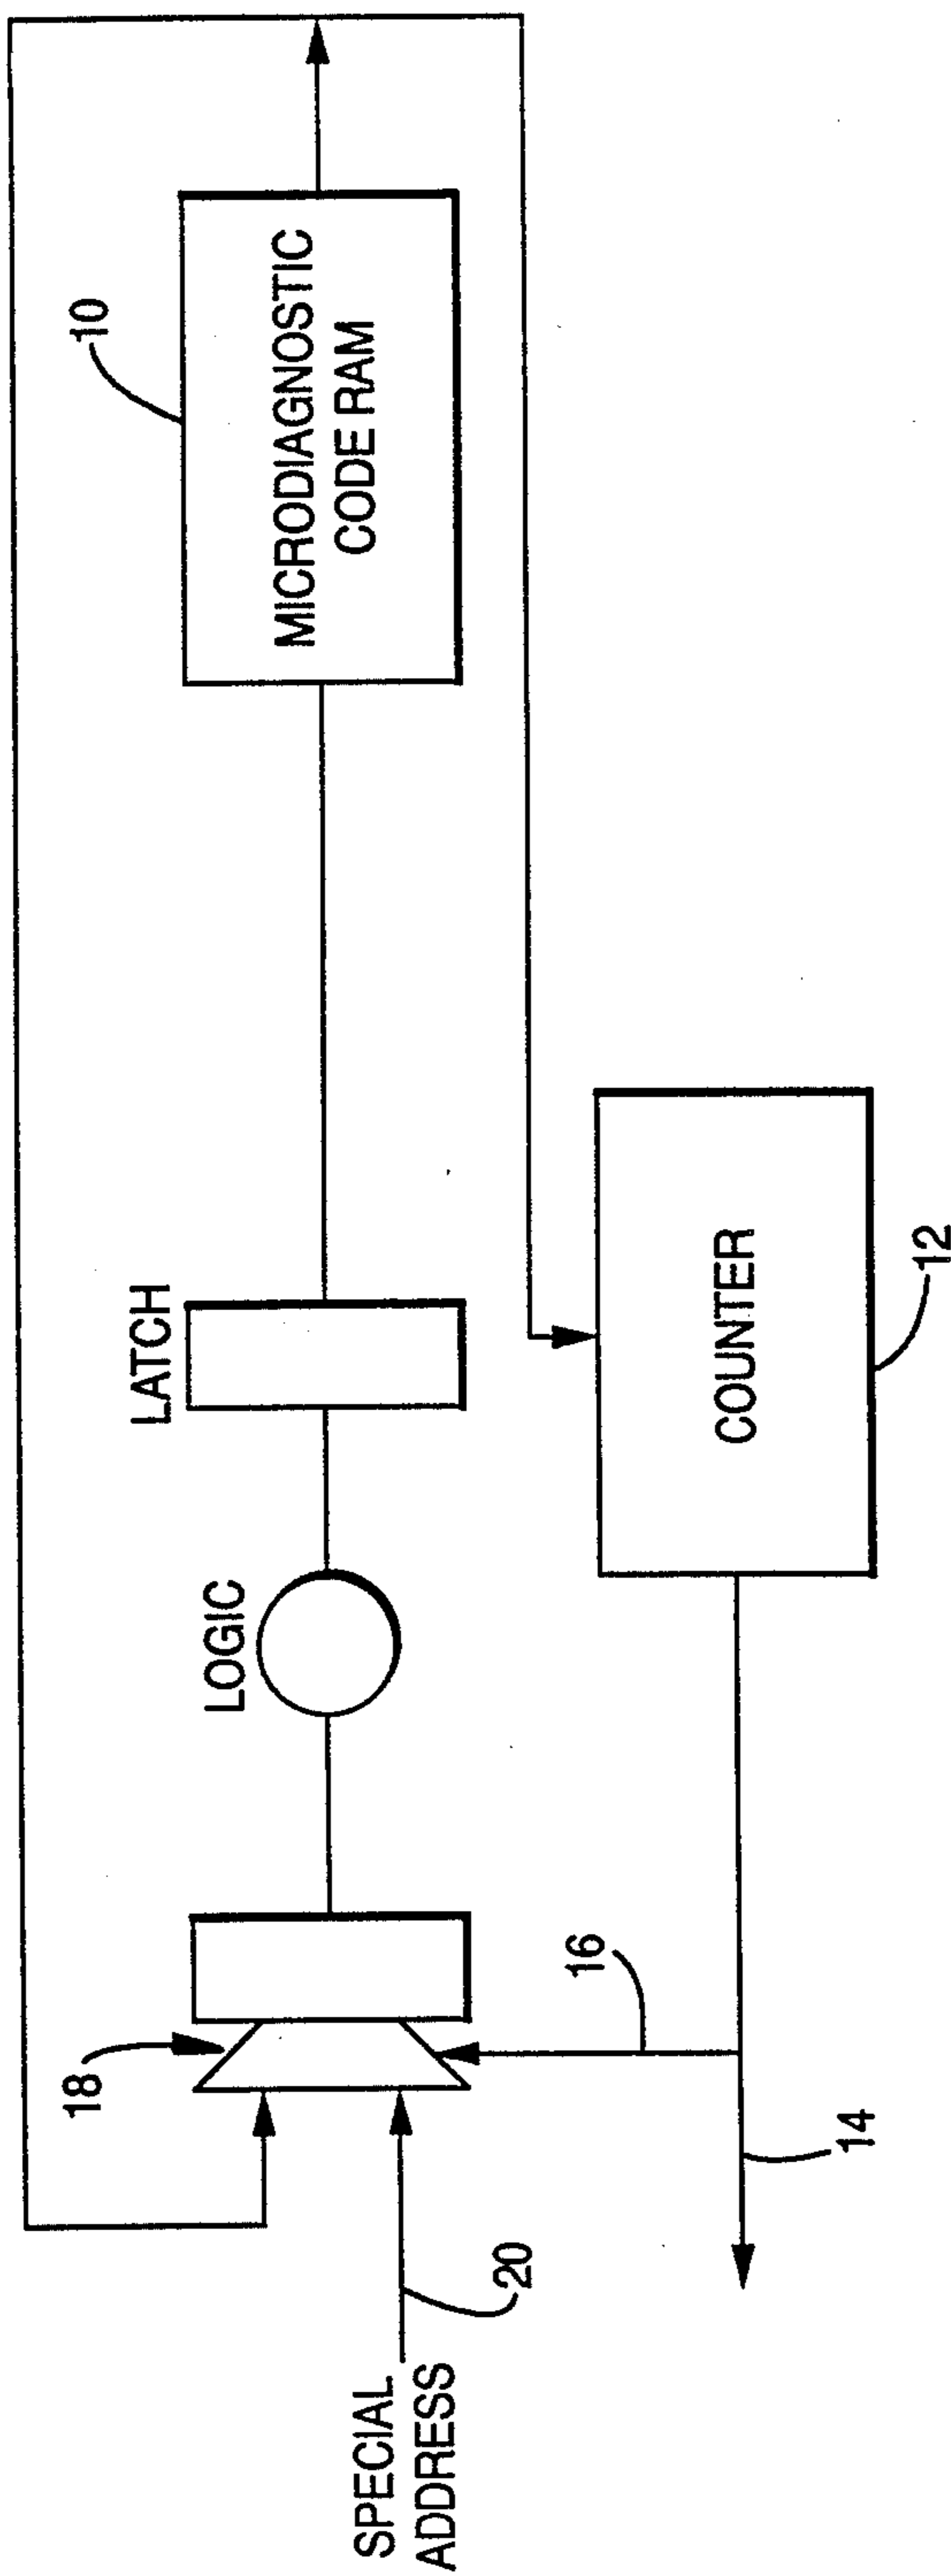 10
MICRODIAGNOSTIC
CODE RAM
LATCH
LOGIC
18
SPECIAL
ADDRESS
20
16
14
COUNTER
12